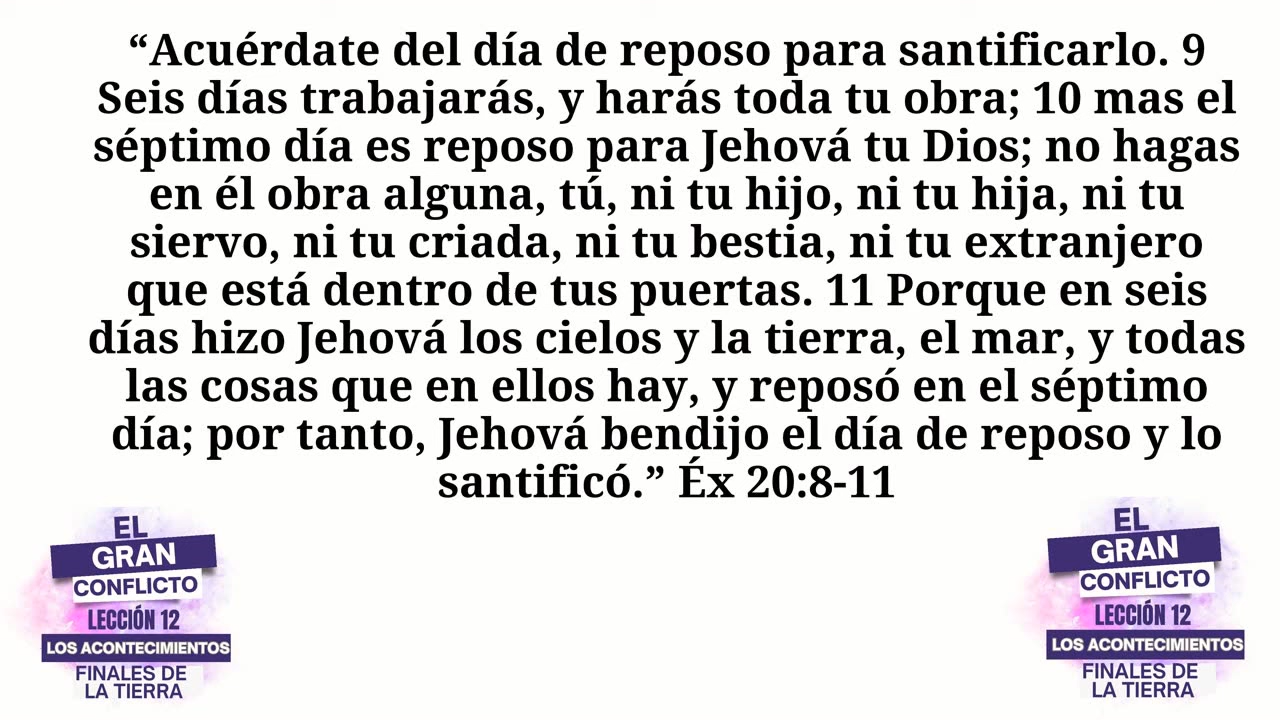 “Acuérdate del día de reposo para santificarlo. 9
Seis días trabajarás, y harás toda tu obra; 10 mas el
séptimo día es reposo para Jehová tu Dios; no hagas
en él obra alguna, tú, ni tu hijo, ni tu hija, ni tu
siervo, ni tu criada, ni tu bestia, ni tu extranjero
que está dentro de tus puertas. 11 Porque en seis
días hizo Jehová los cielos y la tierra, el mar, y todas
las cosas que en ellos hay, y reposó en el séptimo
día; por tanto, Jehová bendijo el día de reposo y lo
santificó.” Éx 20:8-11
EL
GRAN
CONFLICTO
LECCIÓN 12
LOS ACONTECIMIENTOS
FINALES DE
LA TIERRA
EL
GRAN
CONFLICTO
LECCIÓN 12
LOS ACONTECIMIENTOS
FINALES DE
LA TIERRA